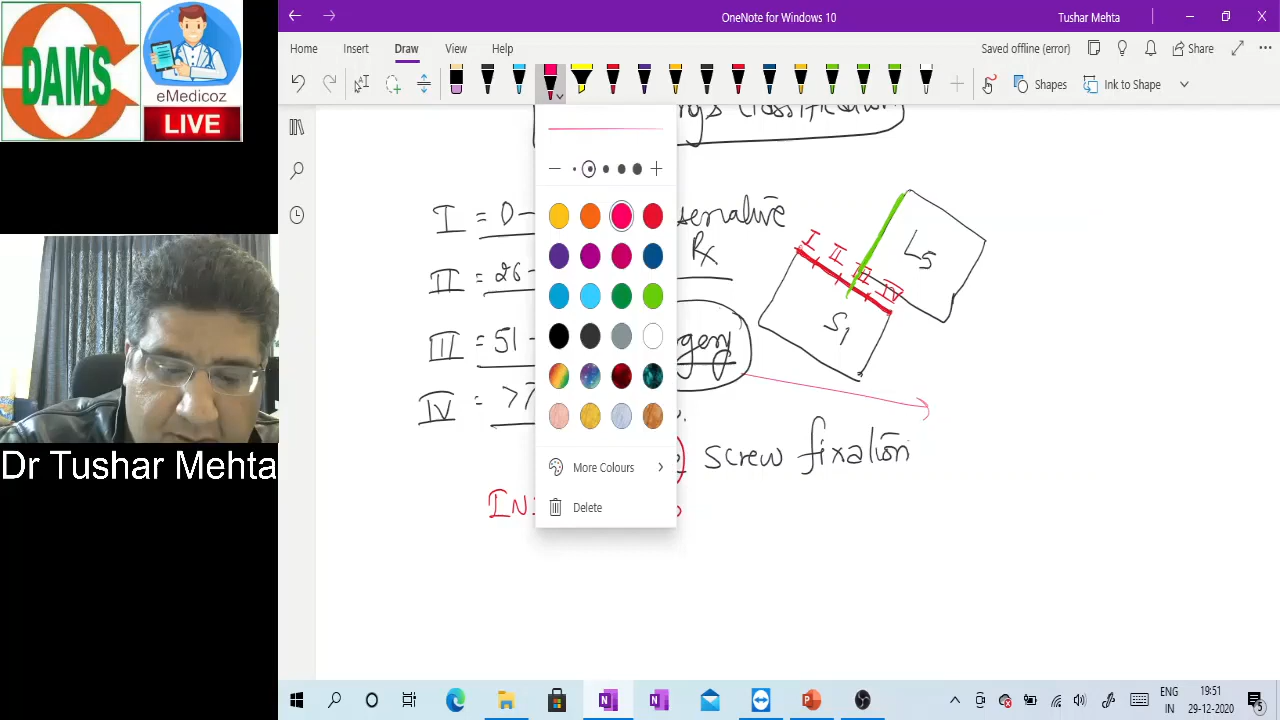 DAMS
eMedicoz
LIVE
Dr Tushar Mehta
OneNote for Windows 10
Tushar Mehta
Home
Insert
Draw
View
Help
Saved offline (error)
Share
Shapes
Ink to Shape
Classification
I = 0-
Rx
II = 26-
III = 51-
IV = >7
screw fixation
I II III IV
L5
S1
More Colours
Delete
ENG
IN
19:51
29-12-2020